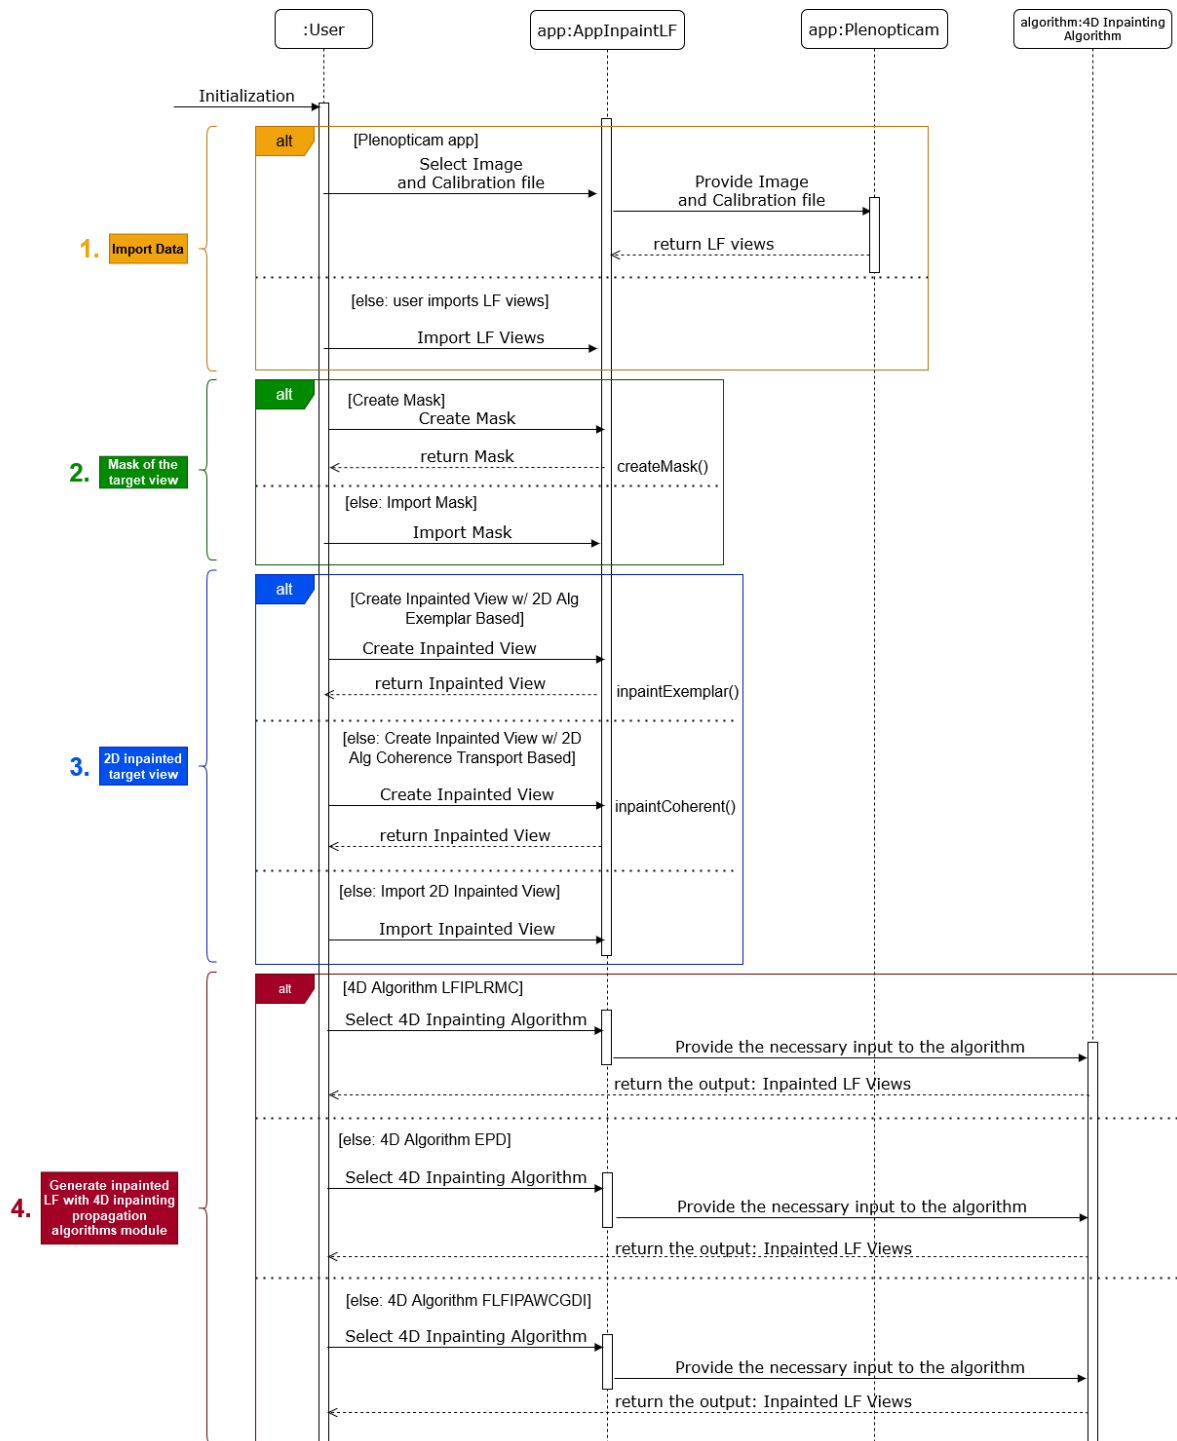 :User
app:AppInpaintLF
app:Plenopticam
algorithm:4D Inpainting
Algorithm
Initialization
alt
[Plenopticam app]
Select Image
and Calibration file
Provide Image
and Calibration file
return LF views
1.
Import Data
[else: user imports LF views]
Import LF Views
alt
[Create Mask]
Create Mask
return Mask
createMask()
2.
Mask of the
target view
[else: Import Mask]
Import Mask
alt
[Create Inpainted View w/ 2D Alg
Exemplar Based]
Create Inpainted View
return Inpainted View
inpaintExemplar()
[else: Create Inpainted View w/ 2D
Alg Coherence Transport Based]
3.
2D inpainted
target view
Create Inpainted View
inpaintCoherent()
return Inpainted View
[else: Import 2D Inpainted View]
Import Inpainted View
alt
[4D Algorithm LFIPLRMC]
Select 4D Inpainting Algorithm
Provide the necessary input to the algorithm
return the output: Inpainted LF Views
[else: 4D Algorithm EPD]
Select 4D Inpainting Algorithm
Provide the necessary input to the algorithm
4.
Generate inpainted
LF with 4D inpainting
propagation
algorithms module
return the output: Inpainted LF Views
[else: 4D Algorithm FLFIPAWCGDI]
Select 4D Inpainting Algorithm
Provide the necessary input to the algorithm
return the output: Inpainted LF Views